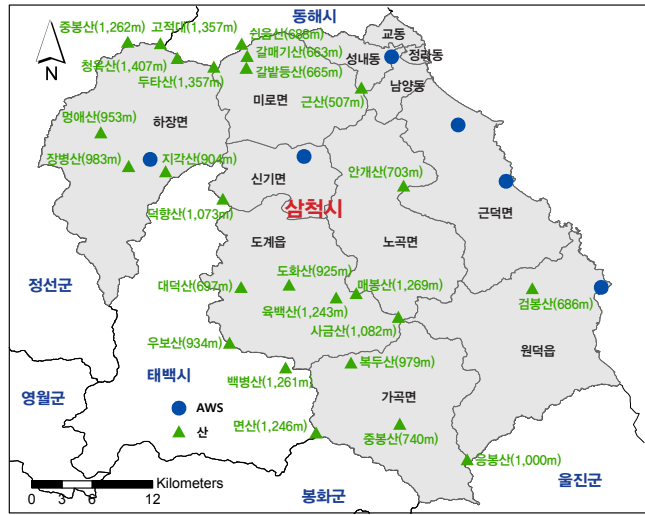 동해시
중봉산(1,262m)
고적대(1,357m)
쉰움산(688m)
교동
갈매기산(663m)
성내동
정라동
청옥산(1,407m)
갈밭등산(665m)
두타산(1,357m)
남양동
N
미로면
근산(507m)
멍애산(953m)
하장면
장병산(983m)
지각산(904m)
신기면
안개산(703m)
덕항산(1,073m)
삼척시
근덕면
도계읍
노곡면
정선군
대덕산(697m)
도화산(925m)
매봉산(1,269m)
육백산(1,243m)
검봉산(686m)
사금산(1,082m)
우보산(934m)
원덕읍
태백시
백병산(1,261m)
복두산(979m)
영월군
가곡면
AWS
산
면산(1,246m)
중봉산(740m)
응봉산(1,000m)
울진군
Kilometers
0 3 6 12
봉화군